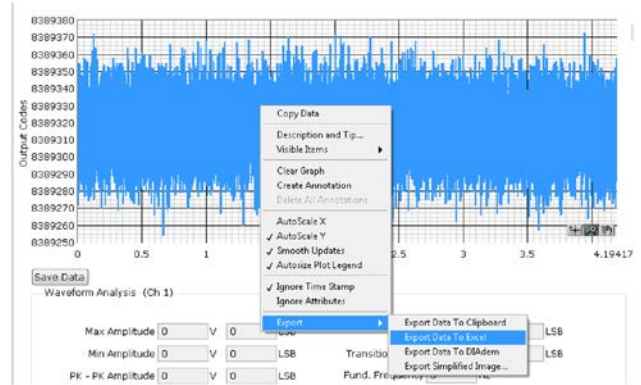 8389380
8389370
8389360
8389350
8389340
8389330
8389320
8389310
8389300
8389290
8389280
8389270
8389260
8389250
Output Codes
0 0.5 1 2.5 3 3.5 4.19417
Copy Data
Description and Tip...
Visible Items
Clear Graph
Create Annotation
Delete All Annotations
AutoScale X
✓ AutoScale Y
✓ Smooth Updates
✓ Autosize Plot Legend
✓ Ignore Time Stamp
Ignore Attributes
Export
Export Data To Clipboard
Export Data To Excel
Export Data To DIAdem
Export Simplified Image...
Save Data
Waveform Analysis (Ch 1)
Max Amplitude 0 V 0 LSB
Min Amplitude 0 V 0 LSB Transitio LSB
PK - PK Amplitude 0 V 0 LSB Fund. Frequency